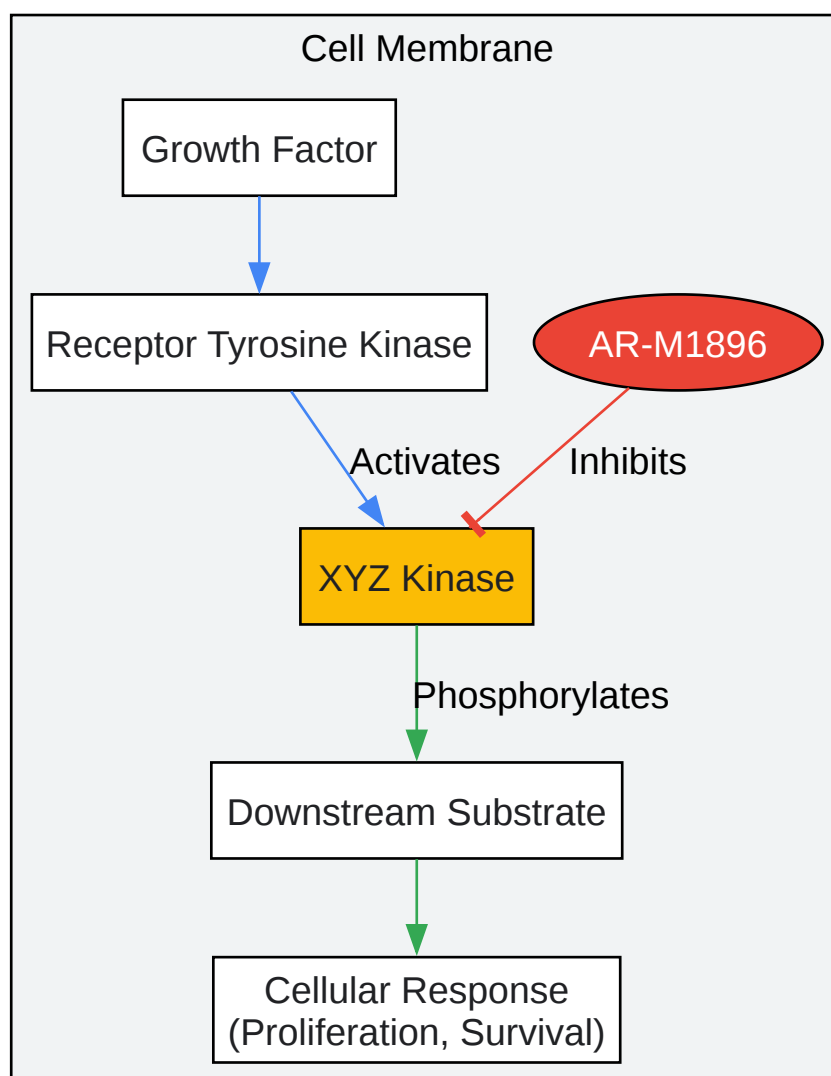 Cell Membrane
Growth Factor
Receptor Tyrosine Kinase
AR-M1896
Activates
Inhibits
XYZ Kinase
Phosphorylates
Downstream Substrate
Cellular Response
(Proliferation, Survival)